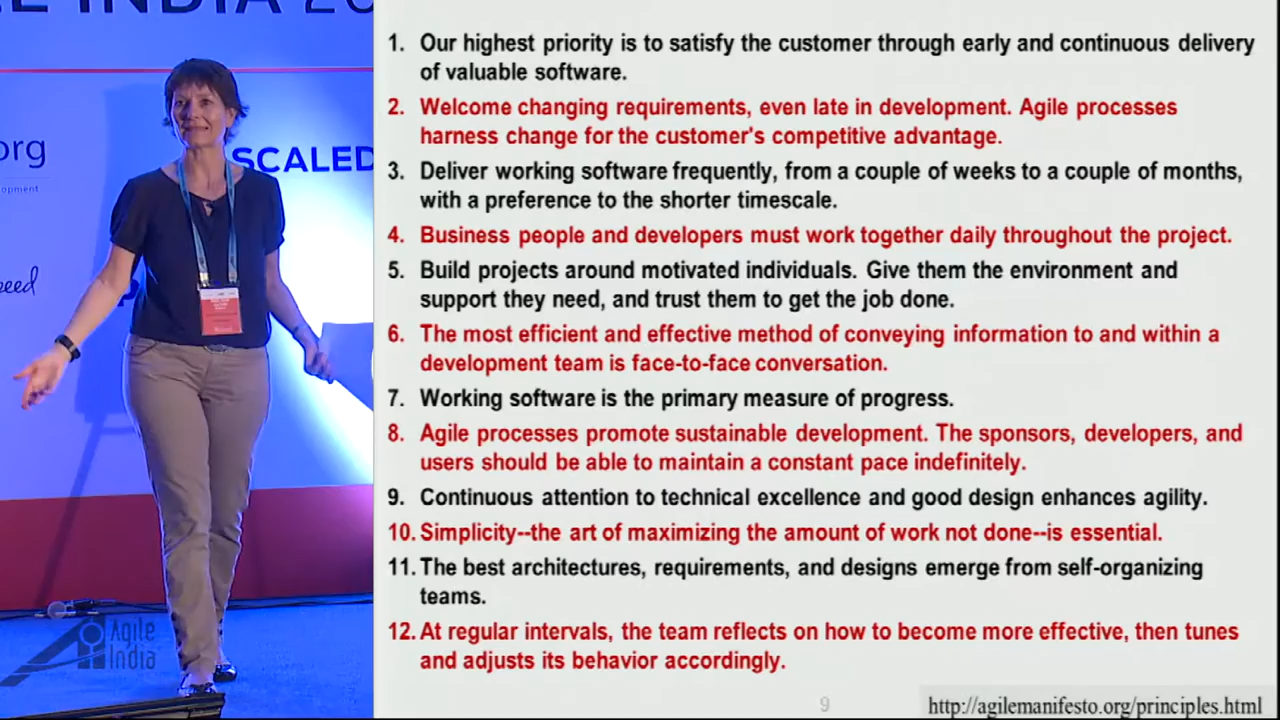 LE INDIA 20
org
opment
SCALED
peed
Agile
India
1. Our highest priority is to satisfy the customer through early and continuous delivery
of valuable software.
2. Welcome changing requirements, even late in development. Agile processes
harness change for the customer's competitive advantage.
3. Deliver working software frequently, from a couple of weeks to a couple of months,
with a preference to the shorter timescale.
4. Business people and developers must work together daily throughout the project.
5. Build projects around motivated individuals. Give them the environment and
support they need, and trust them to get the job done.
6. The most efficient and effective method of conveying information to and within a
development team is face-to-face conversation.
7. Working software is the primary measure of progress.
8. Agile processes promote sustainable development. The sponsors, developers, and
users should be able to maintain a constant pace indefinitely.
9. Continuous attention to technical excellence and good design enhances agility.
10. Simplicity--the art of maximizing the amount of work not done--is essential.
11. The best architectures, requirements, and designs emerge from self-organizing
teams.
12. At regular intervals, the team reflects on how to become more effective, then tunes
and adjusts its behavior accordingly.
9
http://agilemanifesto.org/principles.html